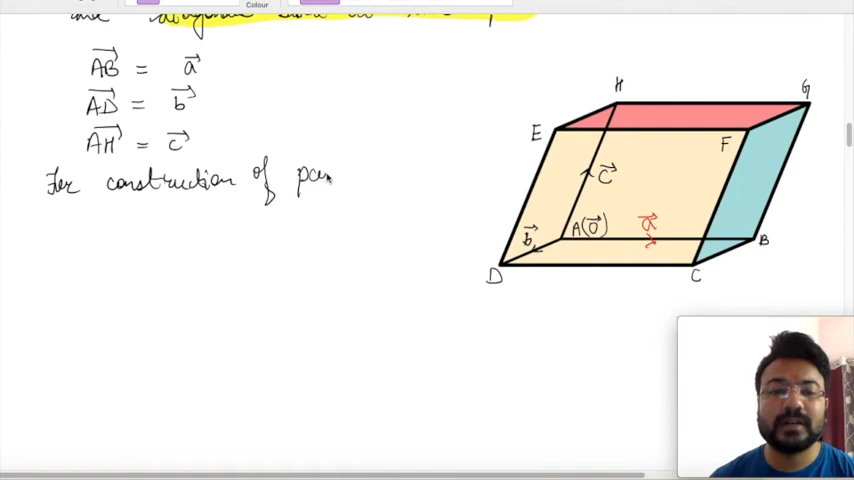 Colour
AB = a
AD = b
AH = c
For construction of par
H
G
E
F
c
A(0)
a
b
B
D
C